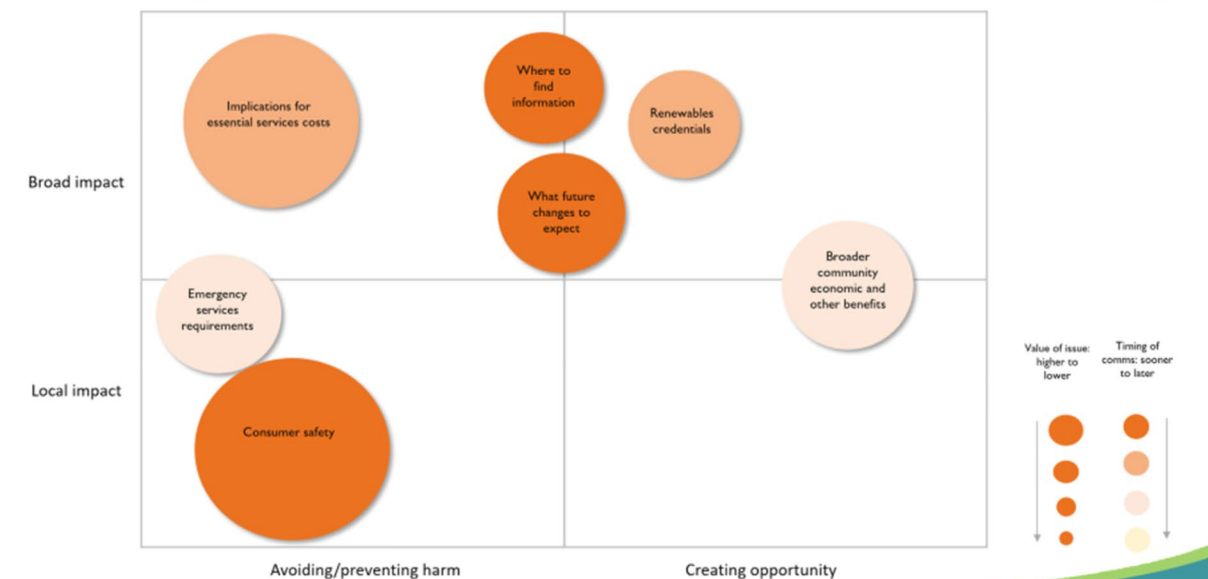 Where to
find
information
Implications for
essential services costs
Renewables
credentials
Broad impact
What future
changes to
expect
Broader
community
economic and
other benefits
Emergency
services
requirements
Value of issue:
higher to
lower
Timing of
comms: sooner
to later
Local impact
Consumer safety
Avoiding/preventing harm
Creating opportunity